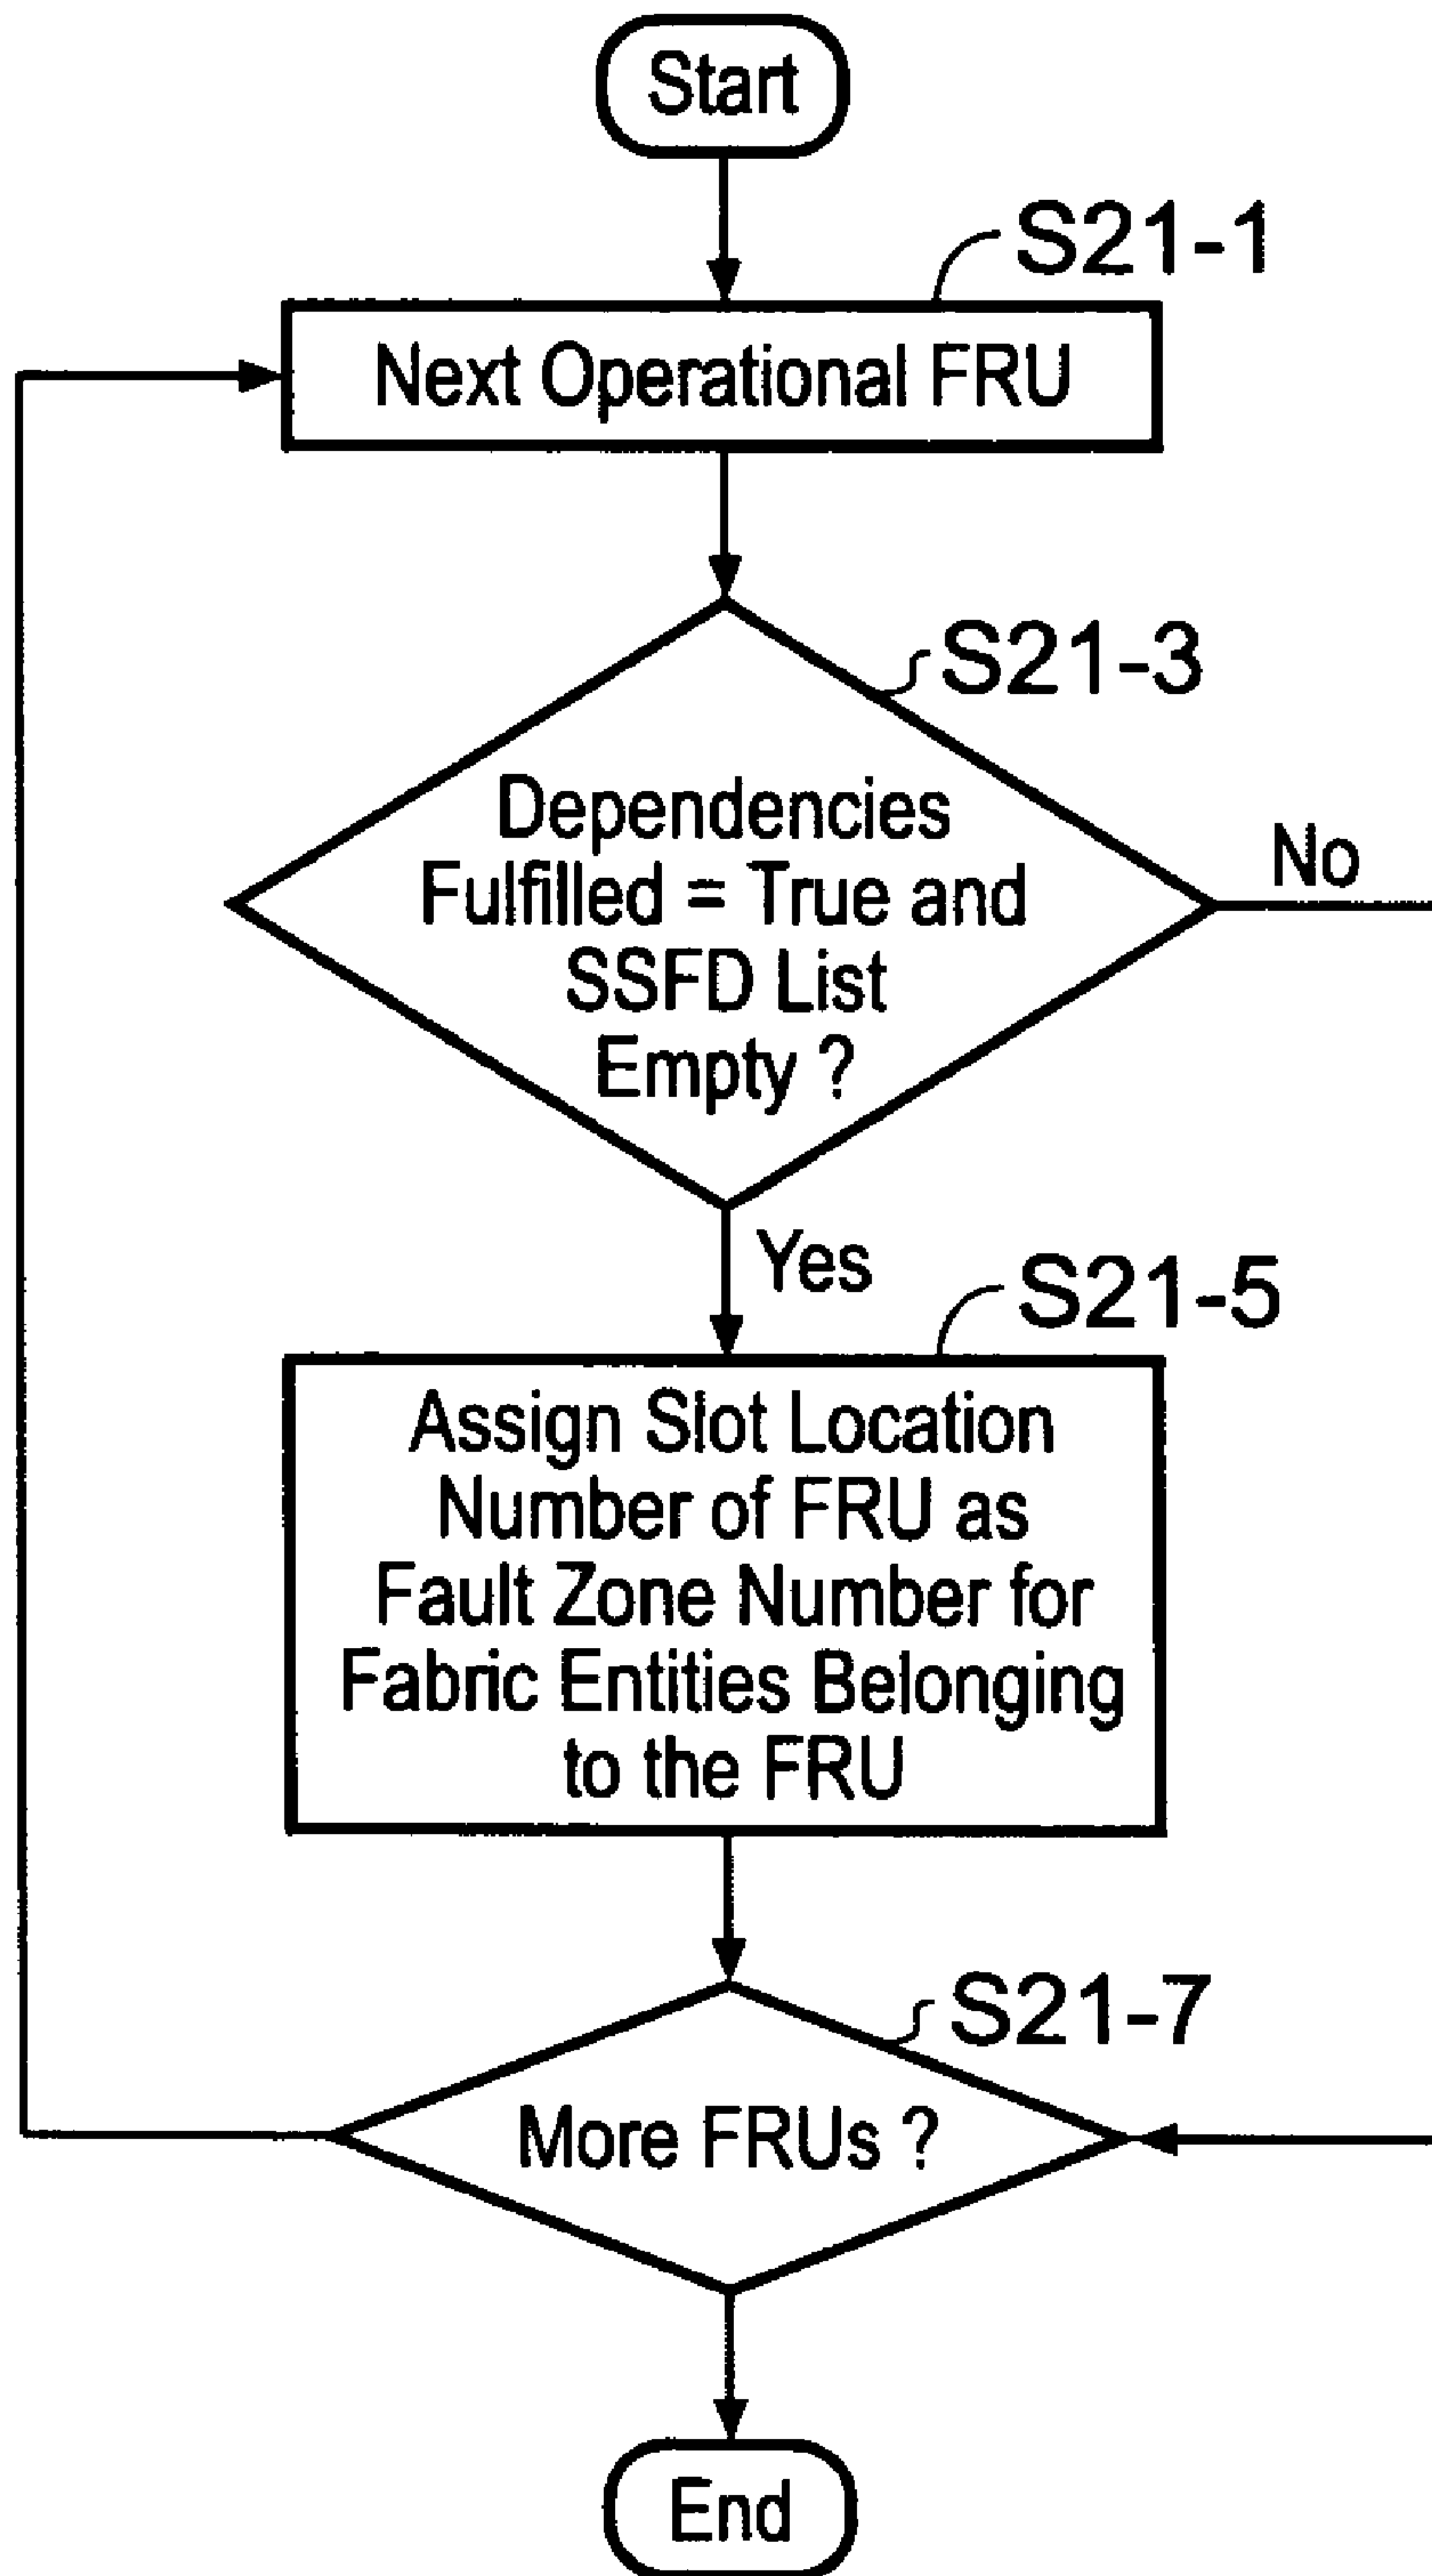 Start
S21-1
Next Operational FRU
S21-3
Dependencies
Fulfilled = True and
SSFD List
Empty ?
No
Yes
S21-5
Assign Slot Location
Number of FRU as
Fault Zone Number for
Fabric Entities Belonging
to the FRU
S21-7
More FRUs ?
End